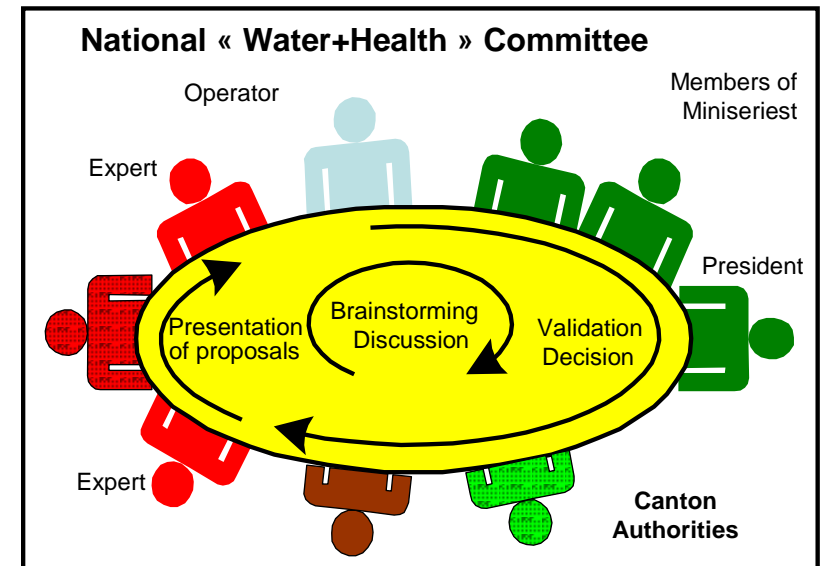 National « Water+Health » Committee
Operator
Members of
Miniseriest
Expert
President
Presentation
of proposals
Brainstorming
Discussion
Validation
Decision
Expert
Canton
Authorities